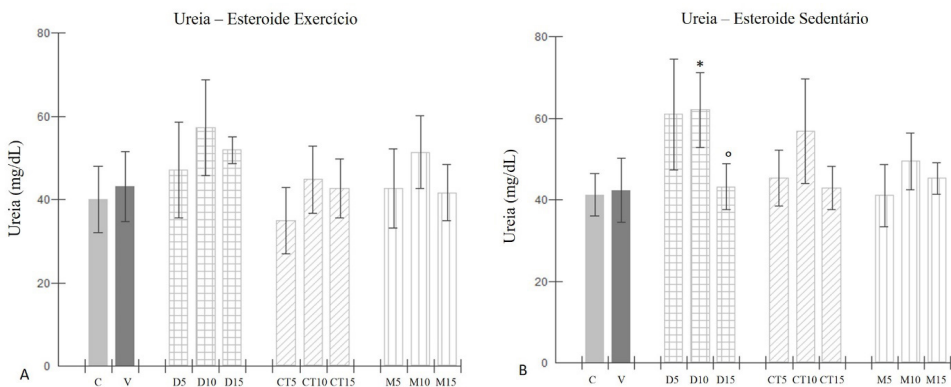 Ureia – Esteroide Exercício
80
60
40
20
0
Ureia (mg/dL)
C V D5 D10 D15 CT5 CT10 CT15 M5 M10 M15
A
Ureia – Esteroide Sedentário
80
60
40
20
0
Ureia (mg/dL)
*
°
C V D5 D10 D15 CT5 CT10 CT15 M5 M10 M15
B